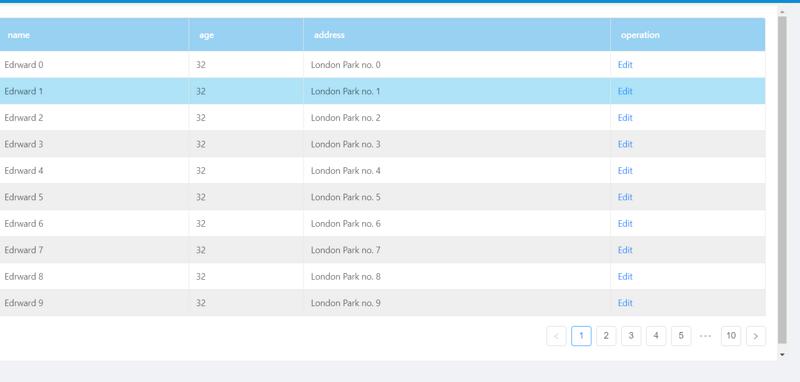 name age address operation
Edrward 0 32 London Park no. 0 Edit
Edrward 1 32 London Park no. 1 Edit
Edrward 2 32 London Park no. 2 Edit
Edrward 3 32 London Park no. 3 Edit
Edrward 4 32 London Park no. 4 Edit
Edrward 5 32 London Park no. 5 Edit
Edrward 6 32 London Park no. 6 Edit
Edrward 7 32 London Park no. 7 Edit
Edrward 8 32 London Park no. 8 Edit
Edrward 9 32 London Park no. 9 Edit
< 1 2 3 4 5 ••• 10 >